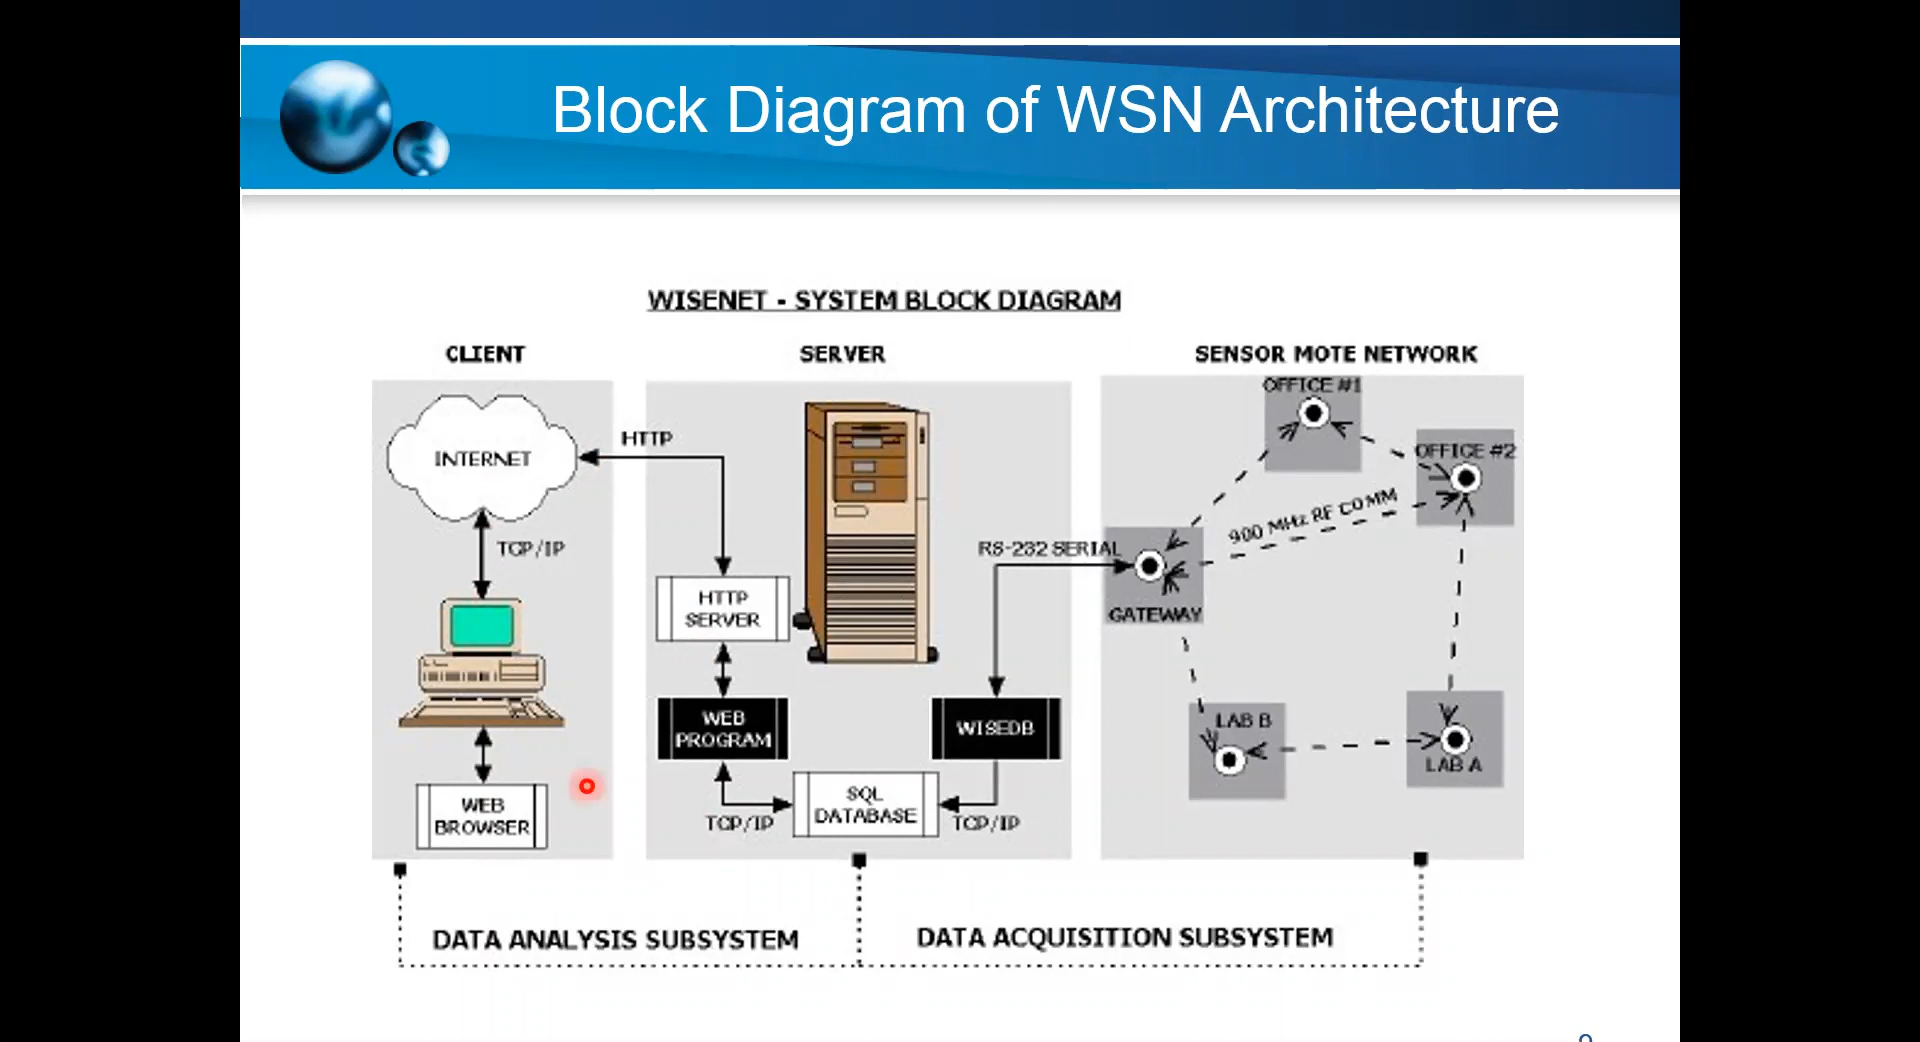 Block Diagram of WSN Architecture
WISENET - SYSTEM BLOCK DIAGRAM
CLIENT
SERVER
SENSOR MOTE NETWORK
INTERNET
HTTP
TCP/IP
WEB
BROWSER
HTTP
SERVER
WEB
PROGRAM
TCP/IP
SQL
DATABASE
TCP/IP
WISEDB
RS-232 SERIAL
OFFICE #1
OFFICE #2
900 MHz RF COMM
GATEWAY
LAB B
LAB A
DATA ANALYSIS SUBSYSTEM
DATA ACQUISITION SUBSYSTEM